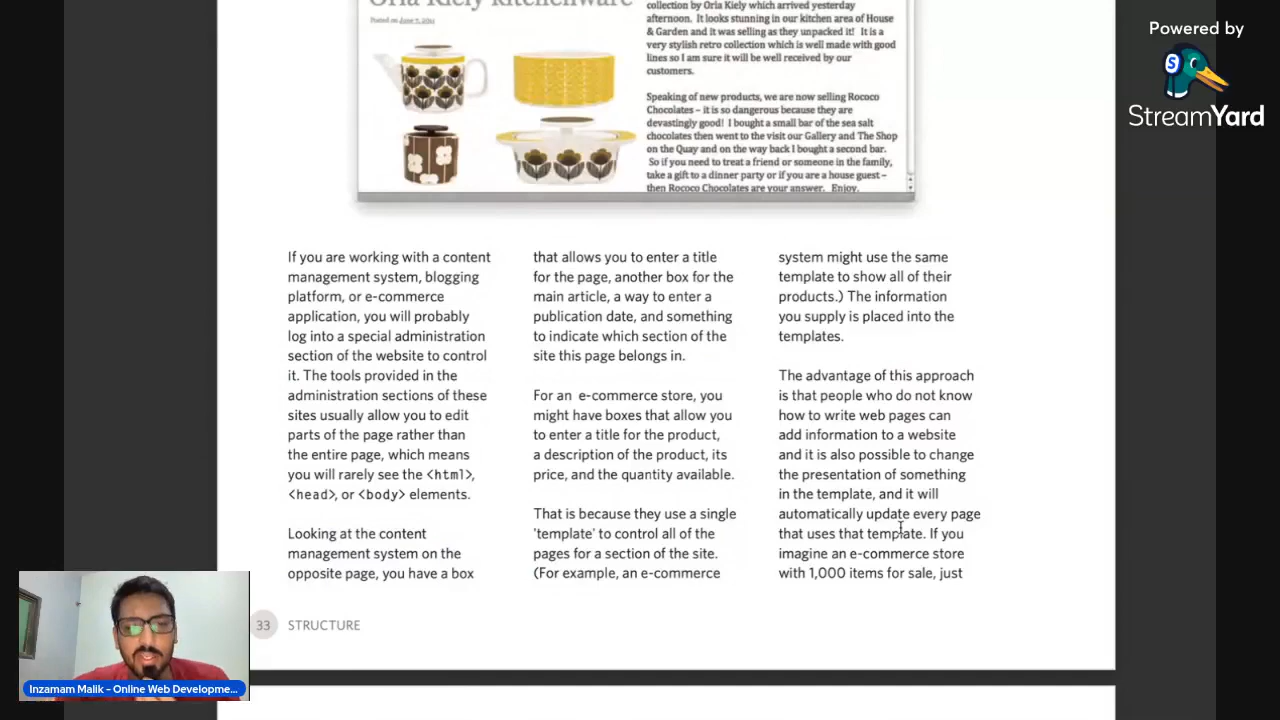 Orla Kiely kitchenware
Posted on June 7, 2011
collection by Orla Kiely which arrived yesterday
afternoon. It looks stunning in our kitchen area of House
& Garden and it was selling as they unpacked it! It is a
very stylish retro collection which is well made with good
lines so I am sure it will be well received by our
customers.
Speaking of new products, we are now selling Rococo
Chocolates – it is so dangerous because they are
devastingly good! I bought a small bar of the sea salt
chocolates then went to the visit our Gallery and The Shop
on the Quay and on the way back I bought a second bar.
So if you need to treat a friend or someone in the family,
take a gift to a dinner party or if you are a house guest –
then Rococo Chocolates are your answer. Enjoy.
If you are working with a content
management system, blogging
platform, or e-commerce
application, you will probably
log into a special administration
section of the website to control
it. The tools provided in the
administration sections of these
sites usually allow you to edit
parts of the page rather than
the entire page, which means
you will rarely see the <html>,
<head>, or <body> elements.
Looking at the content
management system on the
opposite page, you have a box
that allows you to enter a title
for the page, another box for the
main article, a way to enter a
publication date, and something
to indicate which section of the
site this page belongs in.
For an e-commerce store, you
might have boxes that allow you
to enter a title for the product,
a description of the product, its
price, and the quantity available.
That is because they use a single
'template' to control all of the
pages for a section of the site.
(For example, an e-commerce
system might use the same
template to show all of their
products.) The information
you supply is placed into the
templates.
The advantage of this approach
is that people who do not know
how to write web pages can
add information to a website
and it is also possible to change
the presentation of something
in the template, and it will
automatically update every page
that uses that template. If you
imagine an e-commerce store
with 1,000 items for sale, just
33 STRUCTURE
Powered by
S
StreamYard
Inzamam Malik - Online Web Developme...